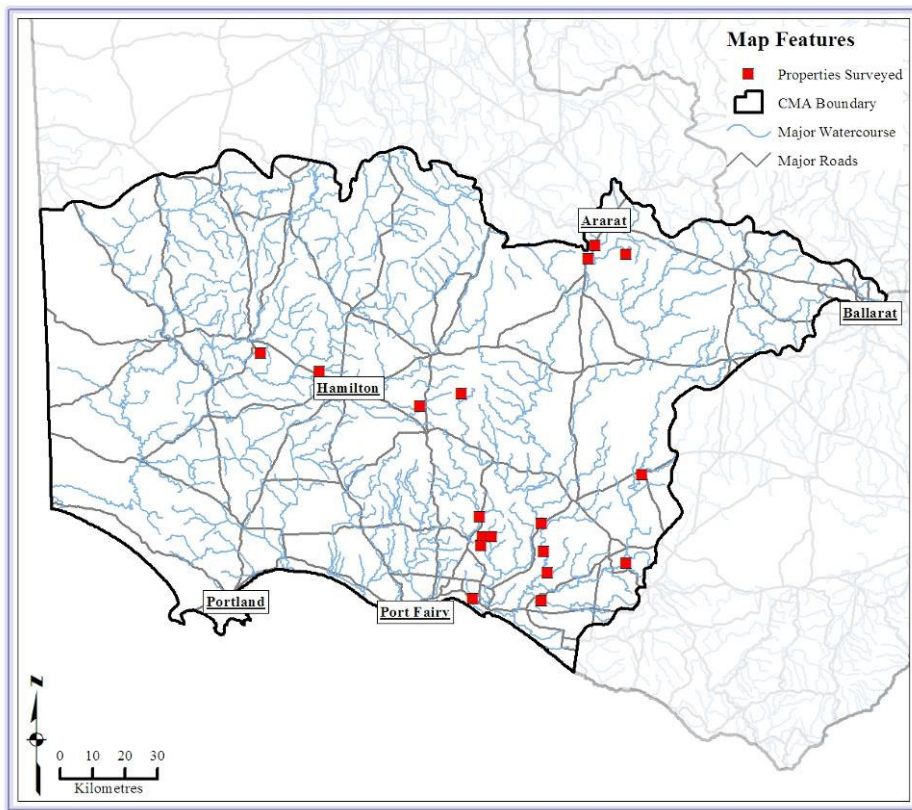 Map Features
Properties Surveyed
CMA Boundary
Major Watercourse
Major Roads
Ararat
Ballarat
Hamilton
Portland
Port Fairy
N
0 10 20 30
Kilometres